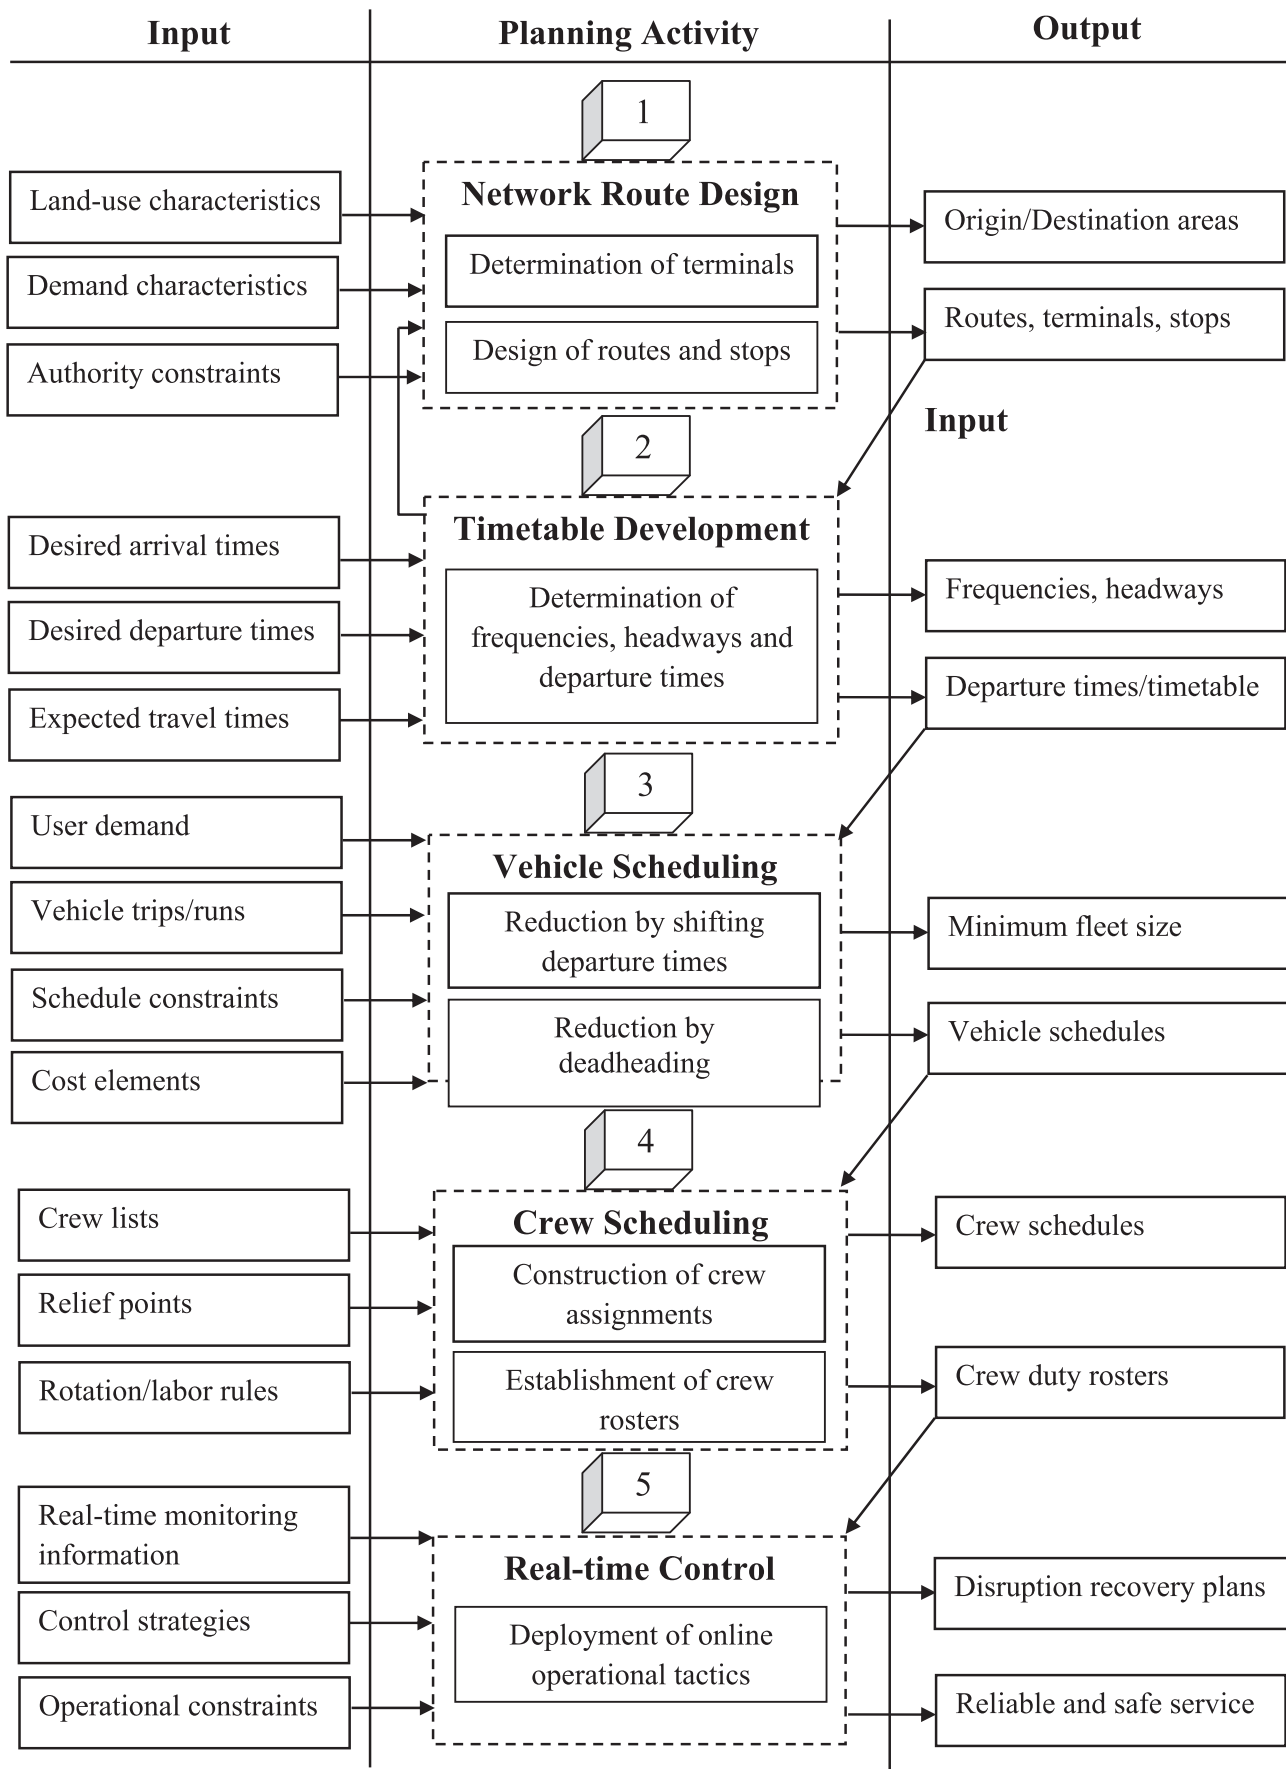 Input
Planning Activity
Output
1
Land-use characteristics
Demand characteristics
Authority constraints
Network Route Design
Determination of terminals
Design of routes and stops
Origin/Destination areas
Routes, terminals, stops
Input
2
Desired arrival times
Desired departure times
Expected travel times
Timetable Development
Determination of
frequencies, headways and
departure times
Frequencies, headways
Departure times/timetable
3
User demand
Vehicle trips/runs
Schedule constraints
Cost elements
Vehicle Scheduling
Reduction by shifting
departure times
Reduction by
deadheading
Minimum fleet size
Vehicle schedules
4
Crew lists
Relief points
Rotation/labor rules
Crew Scheduling
Construction of crew
assignments
Establishment of crew
rosters
Crew schedules
Crew duty rosters
5
Real-time monitoring
information
Control strategies
Operational constraints
Real-time Control
Deployment of online
operational tactics
Disruption recovery plans
Reliable and safe service